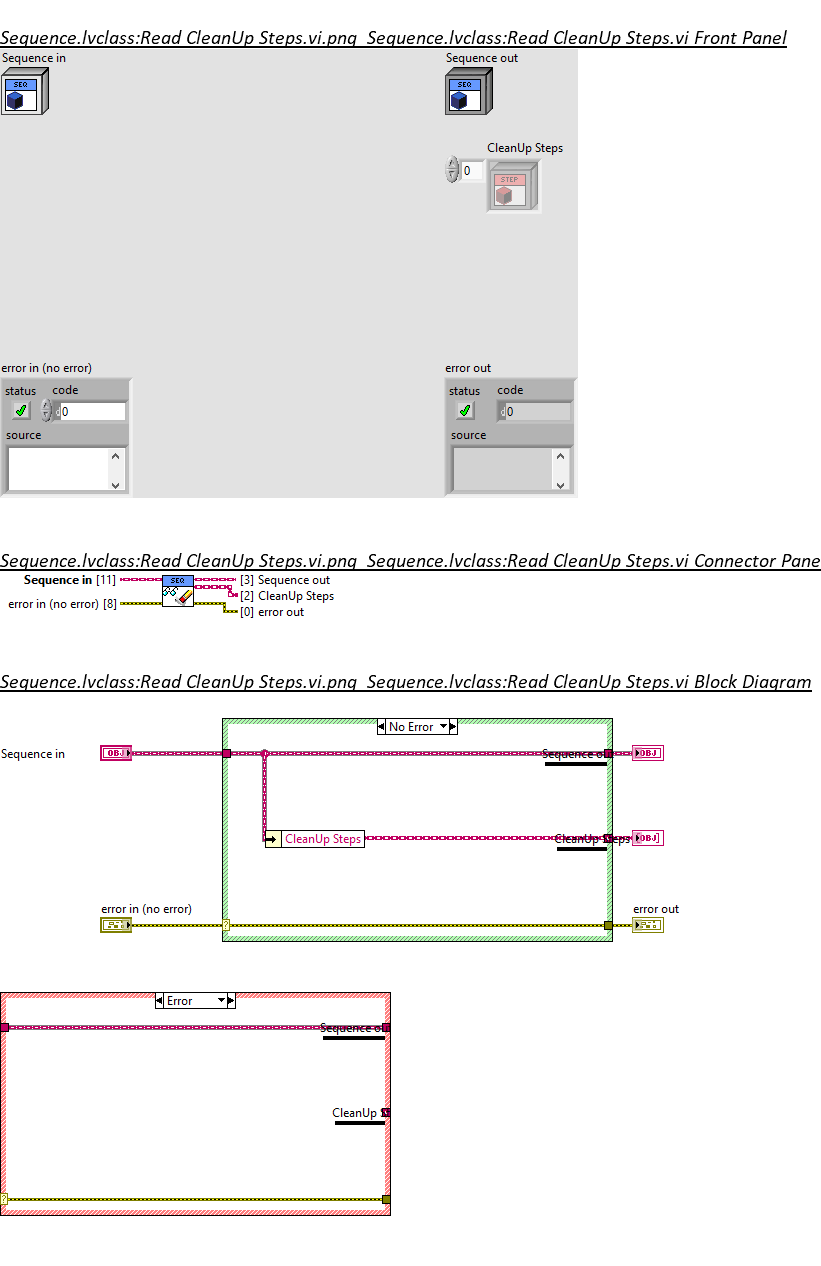 Sequence.lvclass:Read CleanUp Steps.vi.png Sequence.lvclass:Read CleanUp Steps.vi Front Panel
Sequence in
Sequence out
SEQ
SEQ
CleanUp Steps
0
STEP
error in (no error)
error out
status code
status code
d 0
d 0
source
source
Sequence.lvclass:Read CleanUp Steps.vi.png Sequence.lvclass:Read CleanUp Steps.vi Connector Pane
Sequence in [11]
SEQ
[3] Sequence out
[2] CleanUp Steps
error in (no error) [8]
[0] error out
Sequence.lvclass:Read CleanUp Steps.vi.png Sequence.lvclass:Read CleanUp Steps.vi Block Diagram
No Error
Sequence in
OBJ
Sequence out
OBJ
CleanUp Steps
CleanUp Steps
OBJ
error in (no error)
error out
?
Error
Sequence o
CleanUp S
?